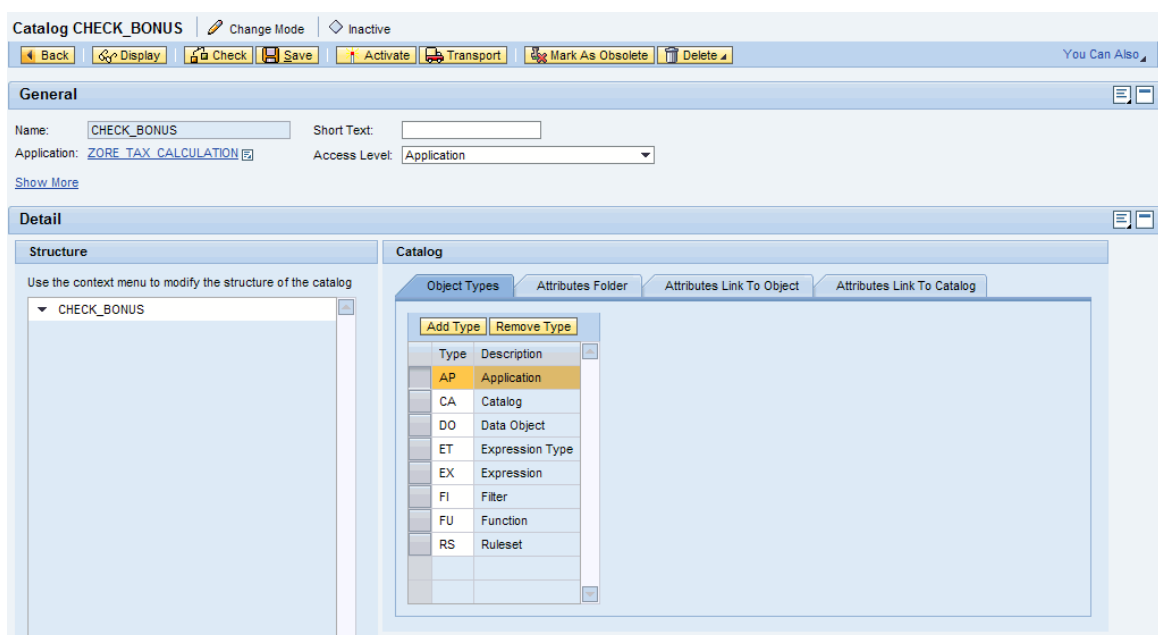 Catalog CHECK_BONUS Change Mode Inactive
Back Display Check Save Activate Transport Mark As Obsolete Delete You Can Also
General
Name: CHECK_BONUS Short Text:
Application: ZORE_TAX_CALCULATION Access Level: Application
Show More
Detail
Structure
Use the context menu to modify the structure of the catalog
CHECK_BONUS
Catalog
Object Types Attributes Folder Attributes Link To Object Attributes Link To Catalog
Add Type Remove Type
Type Description
AP Application
CA Catalog
DO Data Object
ET Expression Type
EX Expression
FI Filter
FU Function
RS Ruleset